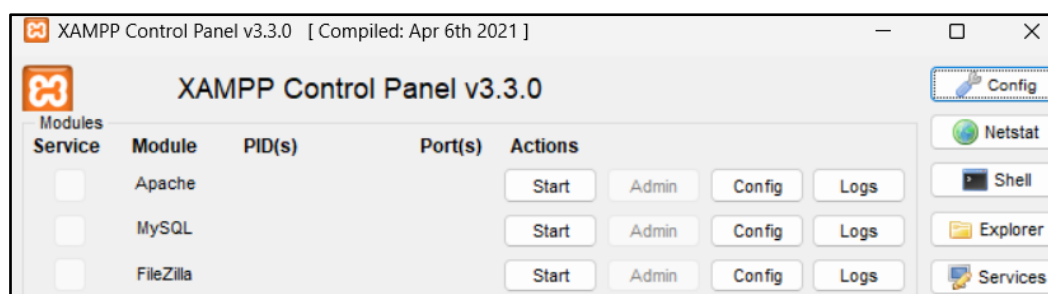 XAMPP Control Panel v3.3.0 [ Compiled: Apr 6th 2021 ]
XAMPP Control Panel v3.3.0
Config
Modules
Netstat
Service Module PID(s) Port(s) Actions
Apache Start Admin Config Logs
Shell
MySQL Start Admin Config Logs
Explorer
FileZilla Start Admin Config Logs
Services